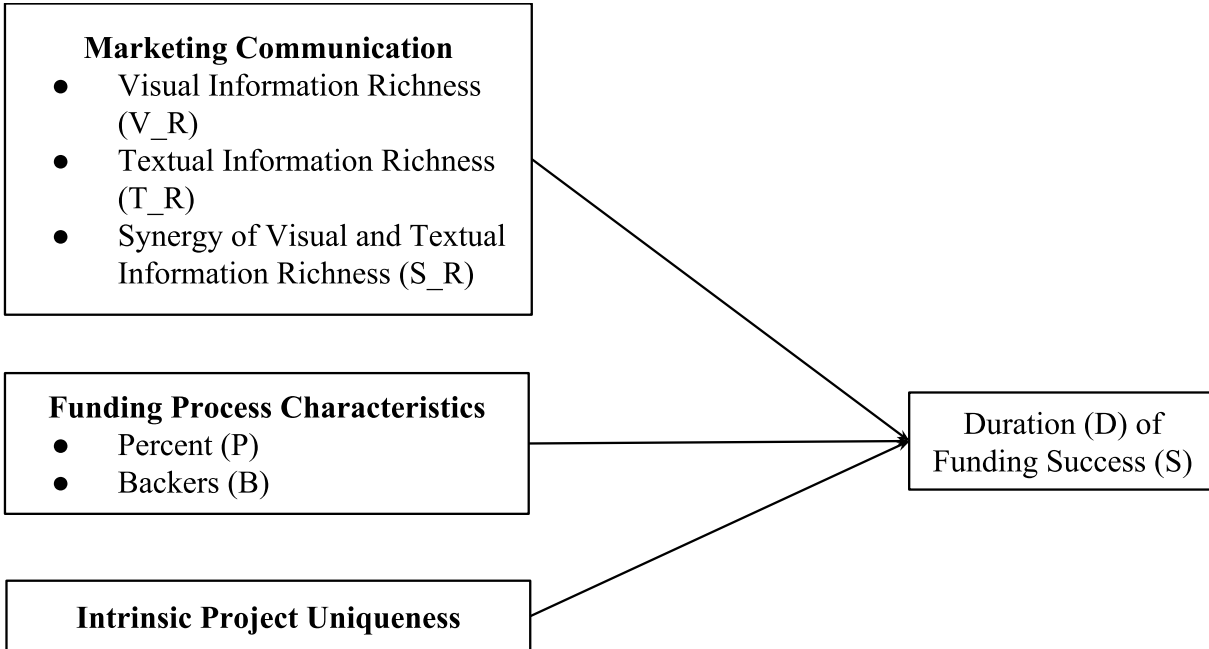 Marketing Communication
● Visual Information Richness
(V_R)
● Textual Information Richness
(T_R)
● Synergy of Visual and Textual
Information Richness (S_R)
Funding Process Characteristics
● Percent (P)
● Backers (B)
Intrinsic Project Uniqueness
Duration (D) of
Funding Success (S)